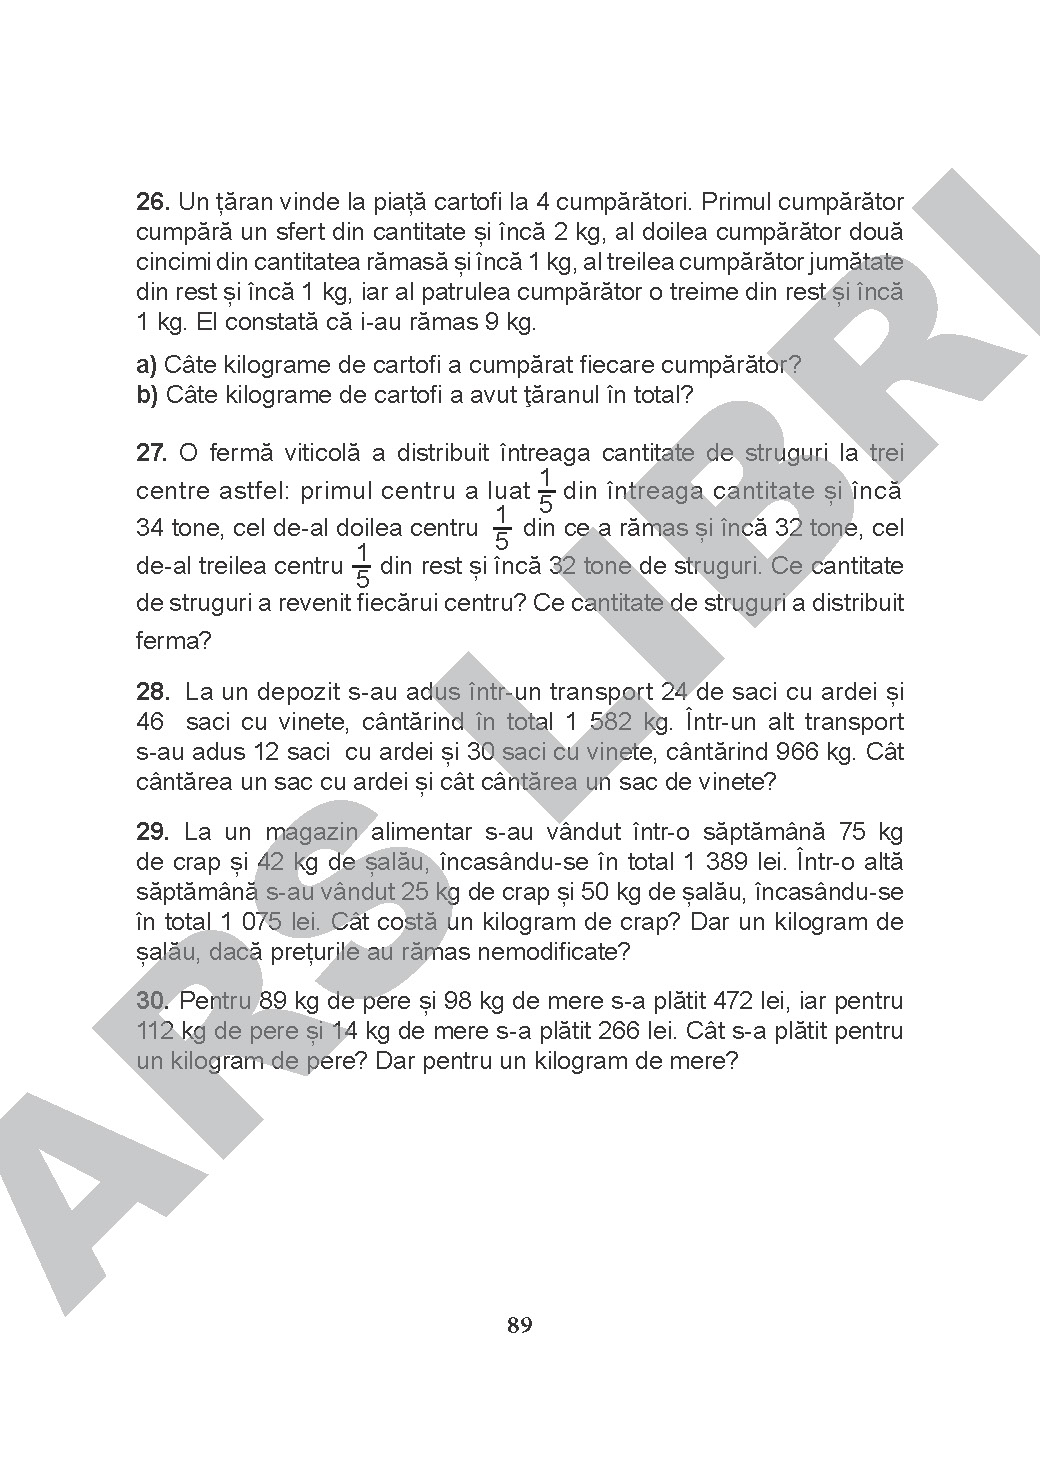 26. Un țăran vinde la piață cartofi la 4 cumpărători. Primul cumpărător
cumpără un sfert din cantitate și încă 2 kg, al doilea cumpărător două
cincimi din cantitatea rămasă și încă 1 kg, al treilea cumpărător jumătate
din rest și încă 1 kg, iar al patrulea cumpărător o treime din rest și încă
1 kg. El constată că i-au rămas 9 kg.
a) Câte kilograme de cartofi a cumpărat fiecare cumpărător?
b) Câte kilograme de cartofi a avut ţăranul în total?
27. O fermă viticolă a distribuit întreaga cantitate de struguri la trei
centre astfel: primul centru a luat 1/5 din întreaga cantitate și încă
34 tone, cel de-al doilea centru 1/5 din ce a rămas și încă 32 tone, cel
de-al treilea centru 1/5 din rest și încă 32 tone de struguri. Ce cantitate
de struguri a revenit fiecărui centru? Ce cantitate de struguri a distribuit
ferma?
28. La un depozit s-au adus într-un transport 24 de saci cu ardei și
46 saci cu vinete, cântărind în total 1 582 kg. Într-un alt transport
s-au adus 12 saci cu ardei și 30 saci cu vinete, cântărind 966 kg. Cât
cântărea un sac cu ardei și cât cântărea un sac de vinete?
29. La un magazin alimentar s-au vândut într-o săptămână 75 kg
de crap și 42 kg de șalău, încasându-se în total 1 389 lei. Într-o altă
săptămână s-au vândut 25 kg de crap și 50 kg de șalău, încasându-se
în total 1 075 lei. Cât costă un kilogram de crap? Dar un kilogram de
șalău, dacă prețurile au rămas nemodificate?
30. Pentru 89 kg de pere și 98 kg de mere s-a plătit 472 lei, iar pentru
112 kg de pere și 14 kg de mere s-a plătit 266 lei. Cât s-a plătit pentru
un kilogram de pere? Dar pentru un kilogram de mere?
89
ARS LIBRI